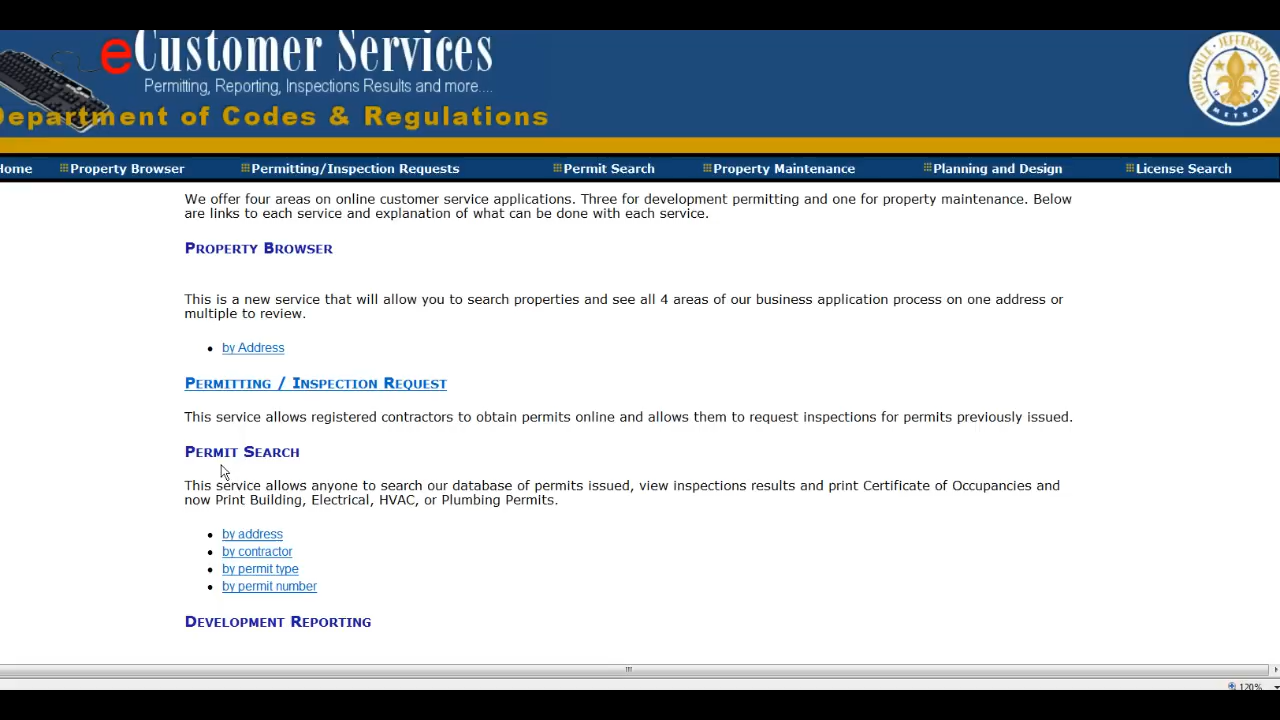 eCustomer Services
Permitting, Reporting, Inspections Results and more....
epartment of Codes & Regulations
LOUISVILLE · JEFFERSON COUNTY
1778
METRO
Home Property Browser Permitting/Inspection Requests Permit Search Property Maintenance Planning and Design License Search
We offer four areas on online customer service applications. Three for development permitting and one for property maintenance. Below
are links to each service and explanation of what can be done with each service.
PROPERTY BROWSER
This is a new service that will allow you to search properties and see all 4 areas of our business application process on one address or
multiple to review.
• by Address
PERMITTING / INSPECTION REQUEST
This service allows registered contractors to obtain permits online and allows them to request inspections for permits previously issued.
PERMIT SEARCH
This service allows anyone to search our database of permits issued, view inspections results and print Certificate of Occupancies and
now Print Building, Electrical, HVAC, or Plumbing Permits.
• by address
• by contractor
• by permit type
• by permit number
DEVELOPMENT REPORTING
120%